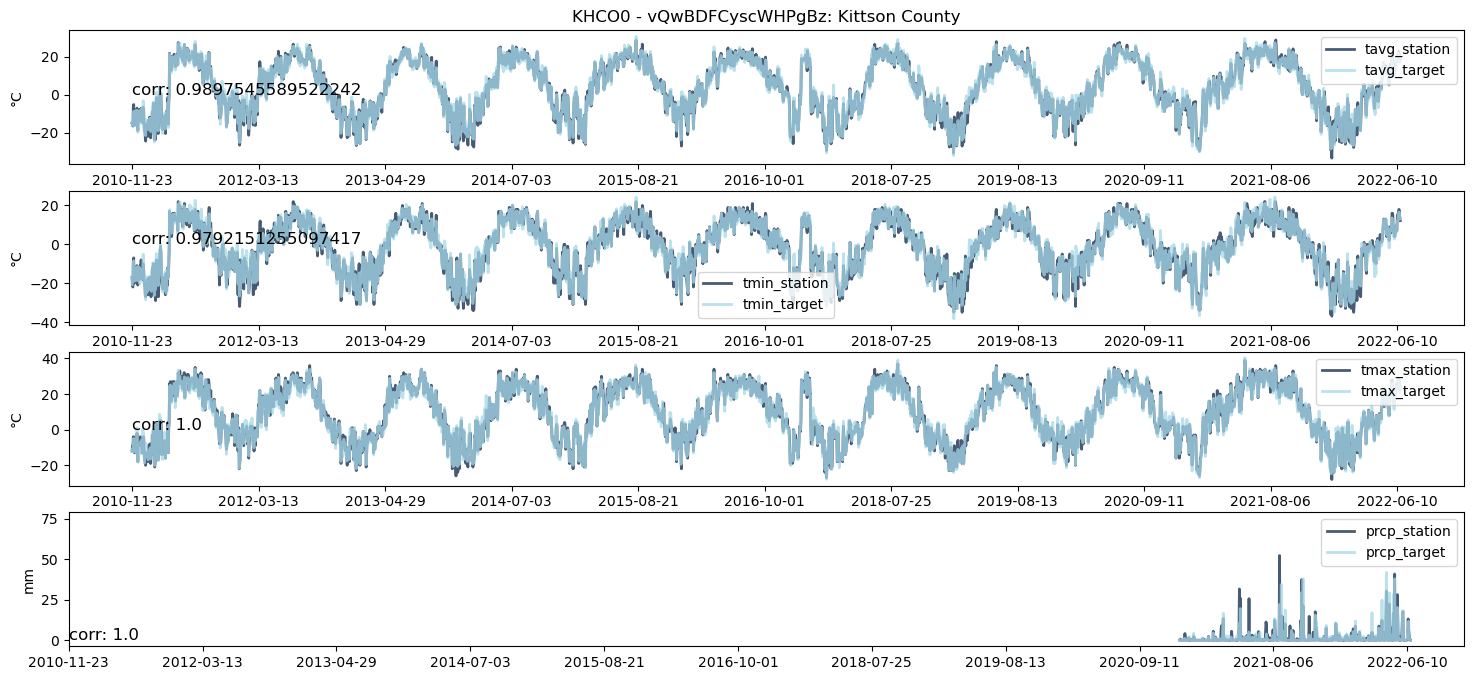 KHCO0 - vQwBDFCyscWHPgBz: Kittson County
20
0
−20
°C
corr: 0.9897545589522242
tavg_station
tavg_target
2010-11-23 2012-03-13 2013-04-29 2014-07-03 2015-08-21 2016-10-01 2018-07-25 2019-08-13 2020-09-11 2021-08-06 2022-06-10
20
0
−20
−40
°C
corr: 0.9792151255097417
tmin_station
tmin_target
2010-11-23 2012-03-13 2013-04-29 2014-07-03 2015-08-21 2016-10-01 2018-07-25 2019-08-13 2020-09-11 2021-08-06 2022-06-10
40
20
0
−20
°C
corr: 1.0
tmax_station
tmax_target
2010-11-23 2012-03-13 2013-04-29 2014-07-03 2015-08-21 2016-10-01 2018-07-25 2019-08-13 2020-09-11 2021-08-06 2022-06-10
75
50
25
0
mm
corr: 1.0
prcp_station
prcp_target
2010-11-23 2012-03-13 2013-04-29 2014-07-03 2015-08-21 2016-10-01 2018-07-25 2019-08-13 2020-09-11 2021-08-06 2022-06-10